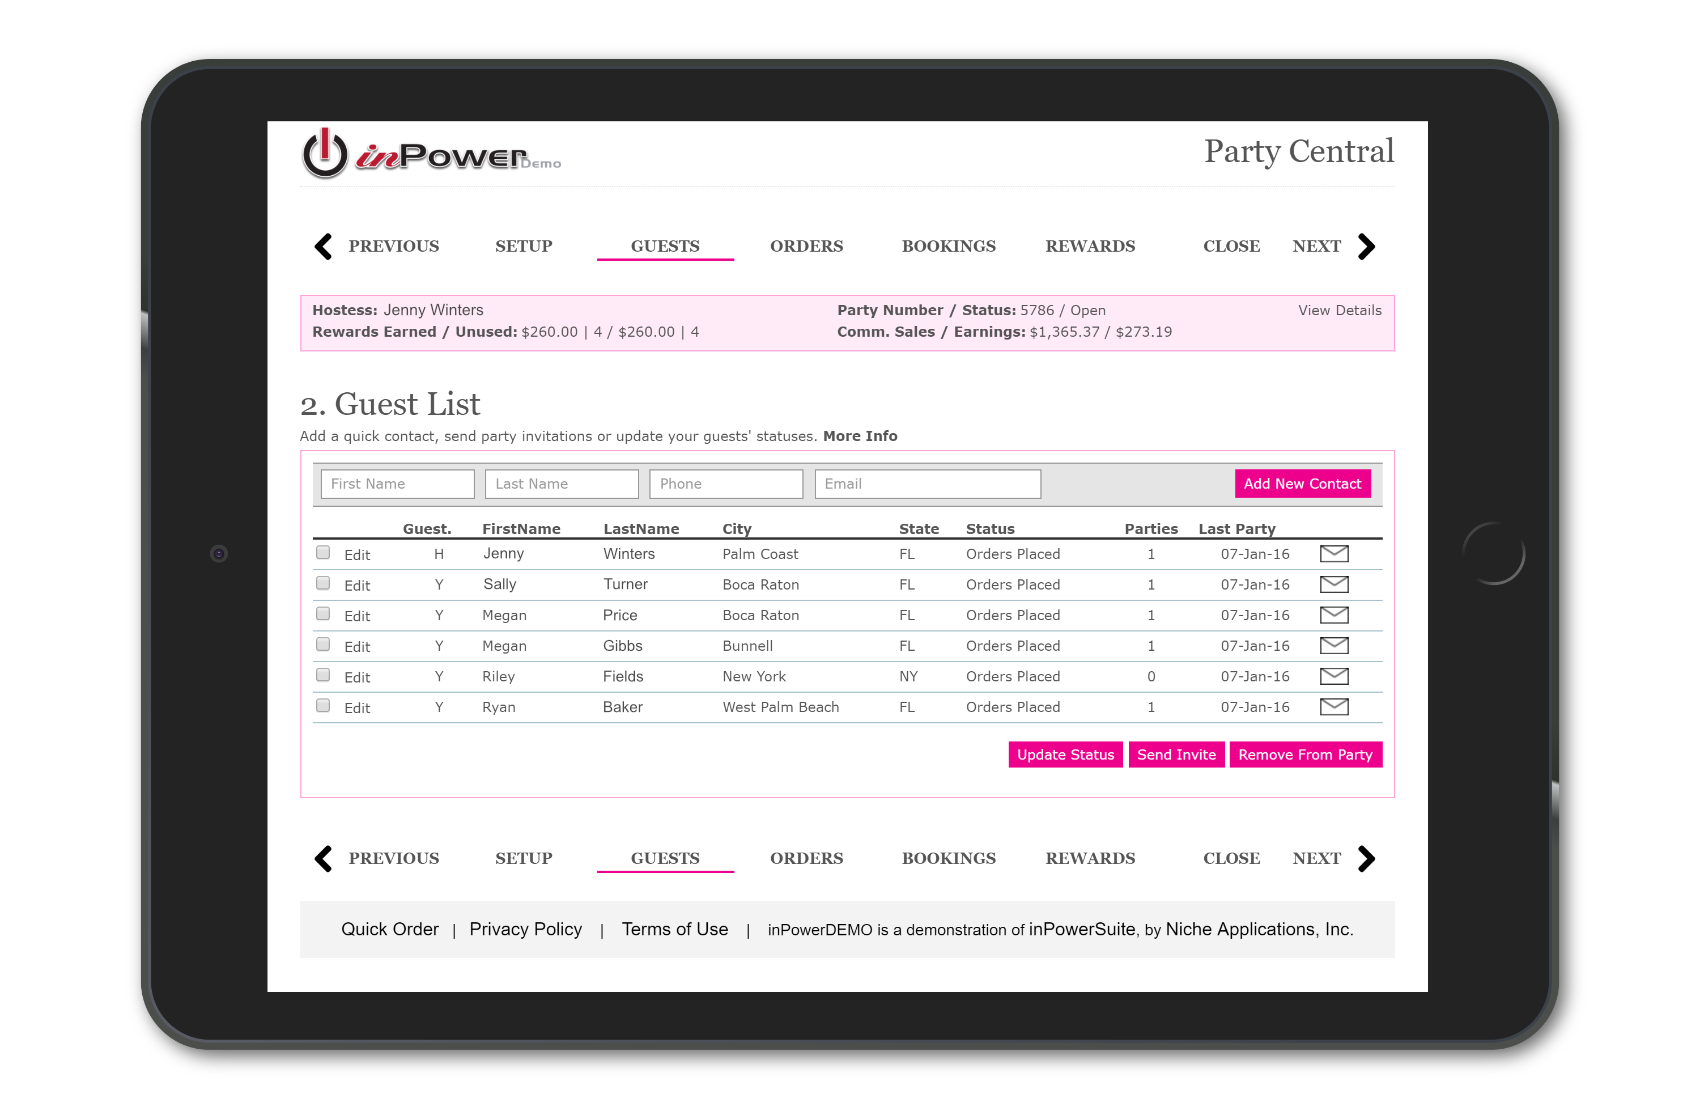 inPower Demo
Party Central
PREVIOUS SETUP GUESTS ORDERS BOOKINGS REWARDS CLOSE NEXT
Hostess: Jenny Winters Party Number / Status: 5786 / Open View Details
Rewards Earned / Unused: $260.00 | 4 / $260.00 | 4 Comm. Sales / Earnings: $1,365.37 / $273.19
2. Guest List
Add a quick contact, send party invitations or update your guests' statuses. More Info
First Name Last Name Phone Email Add New Contact
Guest. FirstName LastName City State Status Parties Last Party
Edit H Jenny Winters Palm Coast FL Orders Placed 1 07-Jan-16
Edit Y Sally Turner Boca Raton FL Orders Placed 1 07-Jan-16
Edit Y Megan Price Boca Raton FL Orders Placed 1 07-Jan-16
Edit Y Megan Gibbs Bunnell FL Orders Placed 1 07-Jan-16
Edit Y Riley Fields New York NY Orders Placed 0 07-Jan-16
Edit Y Ryan Baker West Palm Beach FL Orders Placed 1 07-Jan-16
Update Status Send Invite Remove From Party
PREVIOUS SETUP GUESTS ORDERS BOOKINGS REWARDS CLOSE NEXT
Quick Order | Privacy Policy | Terms of Use | inPowerDEMO is a demonstration of inPowerSuite, by Niche Applications, Inc.